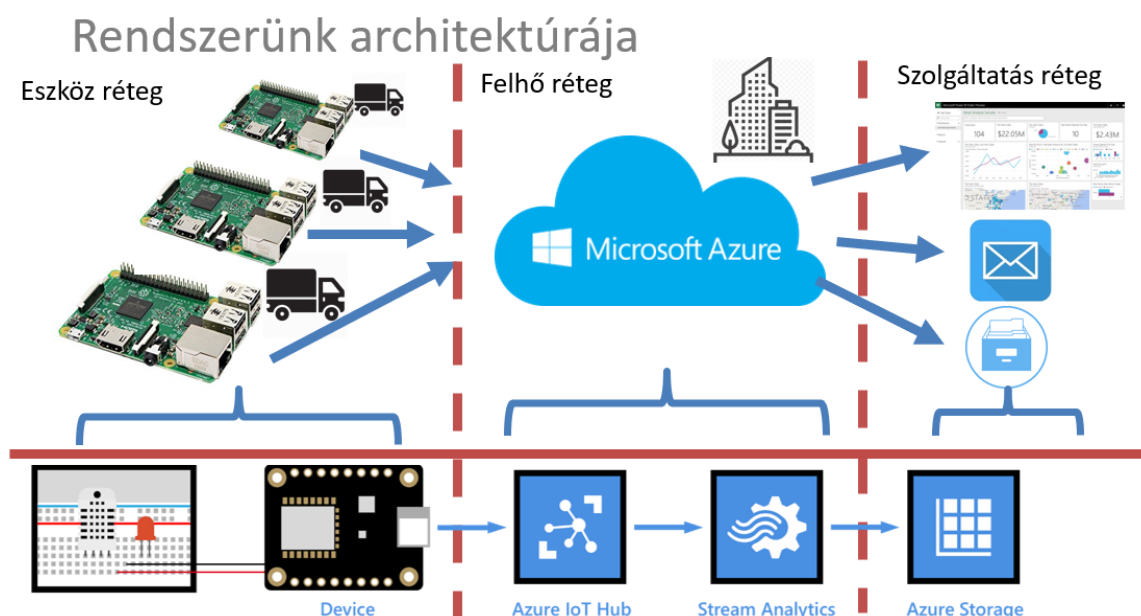 Rendszerünk architektúrája
Eszköz réteg
Felhő réteg
Szolgáltatás réteg
104
$22.05M
10
$2.43M
Microsoft Azure
Device
Azure IoT Hub
Stream Analytics
Azure Storage